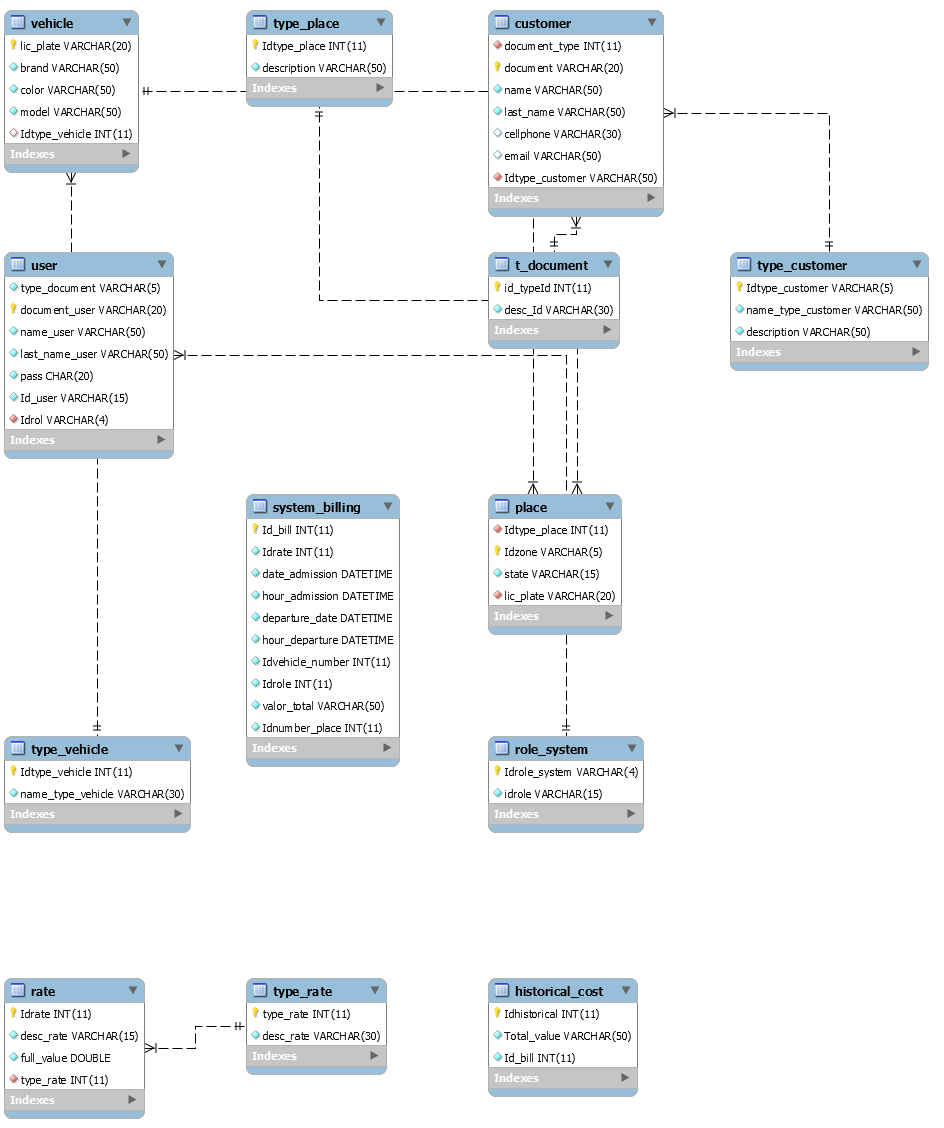 vehicle
lic_plate VARCHAR(20)
brand VARCHAR(50)
color VARCHAR(50)
model VARCHAR(50)
Idtype_vehicle INT(11)
Indexes
type_place
Idtype_place INT(11)
description VARCHAR(50)
Indexes
customer
document_type INT(11)
document VARCHAR(20)
name VARCHAR(50)
last_name VARCHAR(50)
cellphone VARCHAR(30)
email VARCHAR(50)
Idtype_customer VARCHAR(50)
Indexes
user
type_document VARCHAR(5)
document_user VARCHAR(20)
name_user VARCHAR(50)
last_name_user VARCHAR(50)
pass CHAR(20)
Id_user VARCHAR(15)
Idrol VARCHAR(4)
Indexes
t_document
id_typeId INT(11)
desc_Id VARCHAR(30)
Indexes
type_customer
Idtype_customer VARCHAR(5)
name_type_customer VARCHAR(50)
description VARCHAR(50)
Indexes
system_billing
Id_bill INT(11)
Idrate INT(11)
date_admission DATETIME
hour_admission DATETIME
departure_date DATETIME
hour_departure DATETIME
Idvehicle_number INT(11)
Idrole INT(11)
valor_total VARCHAR(50)
Idnumber_place INT(11)
Indexes
place
Idtype_place INT(11)
Idzone VARCHAR(5)
state VARCHAR(15)
lic_plate VARCHAR(20)
Indexes
type_vehicle
Idtype_vehicle INT(11)
name_type_vehicle VARCHAR(30)
Indexes
role_system
Idrole_system VARCHAR(4)
idrole VARCHAR(15)
Indexes
rate
Idrate INT(11)
desc_rate VARCHAR(15)
full_value DOUBLE
type_rate INT(11)
Indexes
type_rate
type_rate INT(11)
desc_rate VARCHAR(30)
Indexes
historical_cost
Idhistorical INT(11)
Total_value VARCHAR(50)
Id_bill INT(11)
Indexes